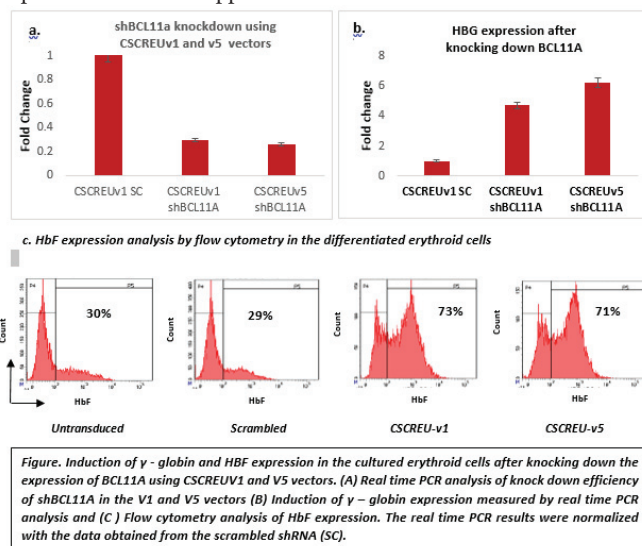 a.
shBCL11a knockdown using
CSCREUv1 and v5 vectors
Fold Change
1
0.8
0.6
0.4
0.2
0
CSCREUv1 SC
CSCREUv1
shBCL11A
CSCREUv5
shBCL11A
b.
HBG expression after
knocking down BCL11A
Fold Change
8
6
4
2
0
CSCREUv1 SC
CSCREUv1
shBCL11A
CSCREUv5
shBCL11A
c. HbF expression analysis by flow cytometry in the differentiated erythroid cells
Count
P5
30%
HbF
Untransduced
Count
P5
29%
HbF
Scrambled
Count
P5
73%
HbF
CSCREU-v1
Count
P5
71%
HbF
CSCREU-v5
Figure. Induction of γ - globin and HBF expression in the cultured erythroid cells after knocking down the
expression of BCL11A using CSCREUV1 and V5 vectors. (A) Real time PCR analysis of knock down efficiency
of shBCL11A in the V1 and V5 vectors (B) Induction of γ – globin expression measured by real time PCR
analysis and (C ) Flow cytometry analysis of HbF expression. The real time PCR results were normalized
with the data obtained from the scrambled shRNA (SC).